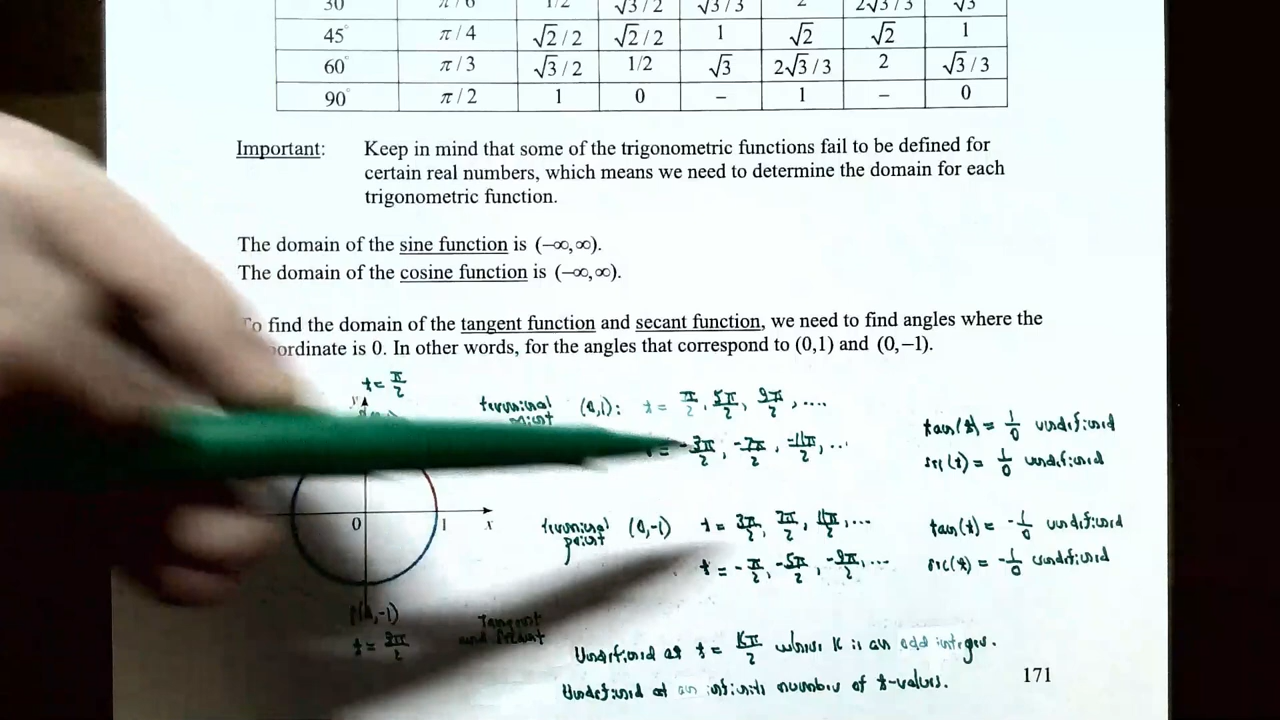 30° π/6 1/2 √3/2 √3/3 2 2√3/3 √3
45° π/4 √2/2 √2/2 1 √2 √2 1
60° π/3 √3/2 1/2 √3 2√3/3 2 √3/3
90° π/2 1 0 – 1 – 0
Important: Keep in mind that some of the trigonometric functions fail to be defined for
certain real numbers, which means we need to determine the domain for each
trigonometric function.
The domain of the sine function is (−∞,∞).
The domain of the cosine function is (−∞,∞).
To find the domain of the tangent function and secant function, we need to find angles where the
ordinate is 0. In other words, for the angles that correspond to (0,1) and (0,−1).
t = π/2
y
terminal point (0,1): t = π/2, 5π/2, 9π/2, ....
-3π/2, -7π/2, -11π/2, ...
tan(t) = 1/0 undefined
sec(t) = 1/0 undefined
0 1 x
terminal point (0,-1) t = 3π/2, 7π/2, 11π/2, ...
t = -π/2, -5π/2, -9π/2, ...
tan(t) = -1/0 undefined
sec(t) = -1/0 undefined
P(0,-1)
t = 3π/2
Tangent and Secant
Undefined at t = kπ/2 where k is an odd integer.
Undefined at an infinite number of t-values.
171